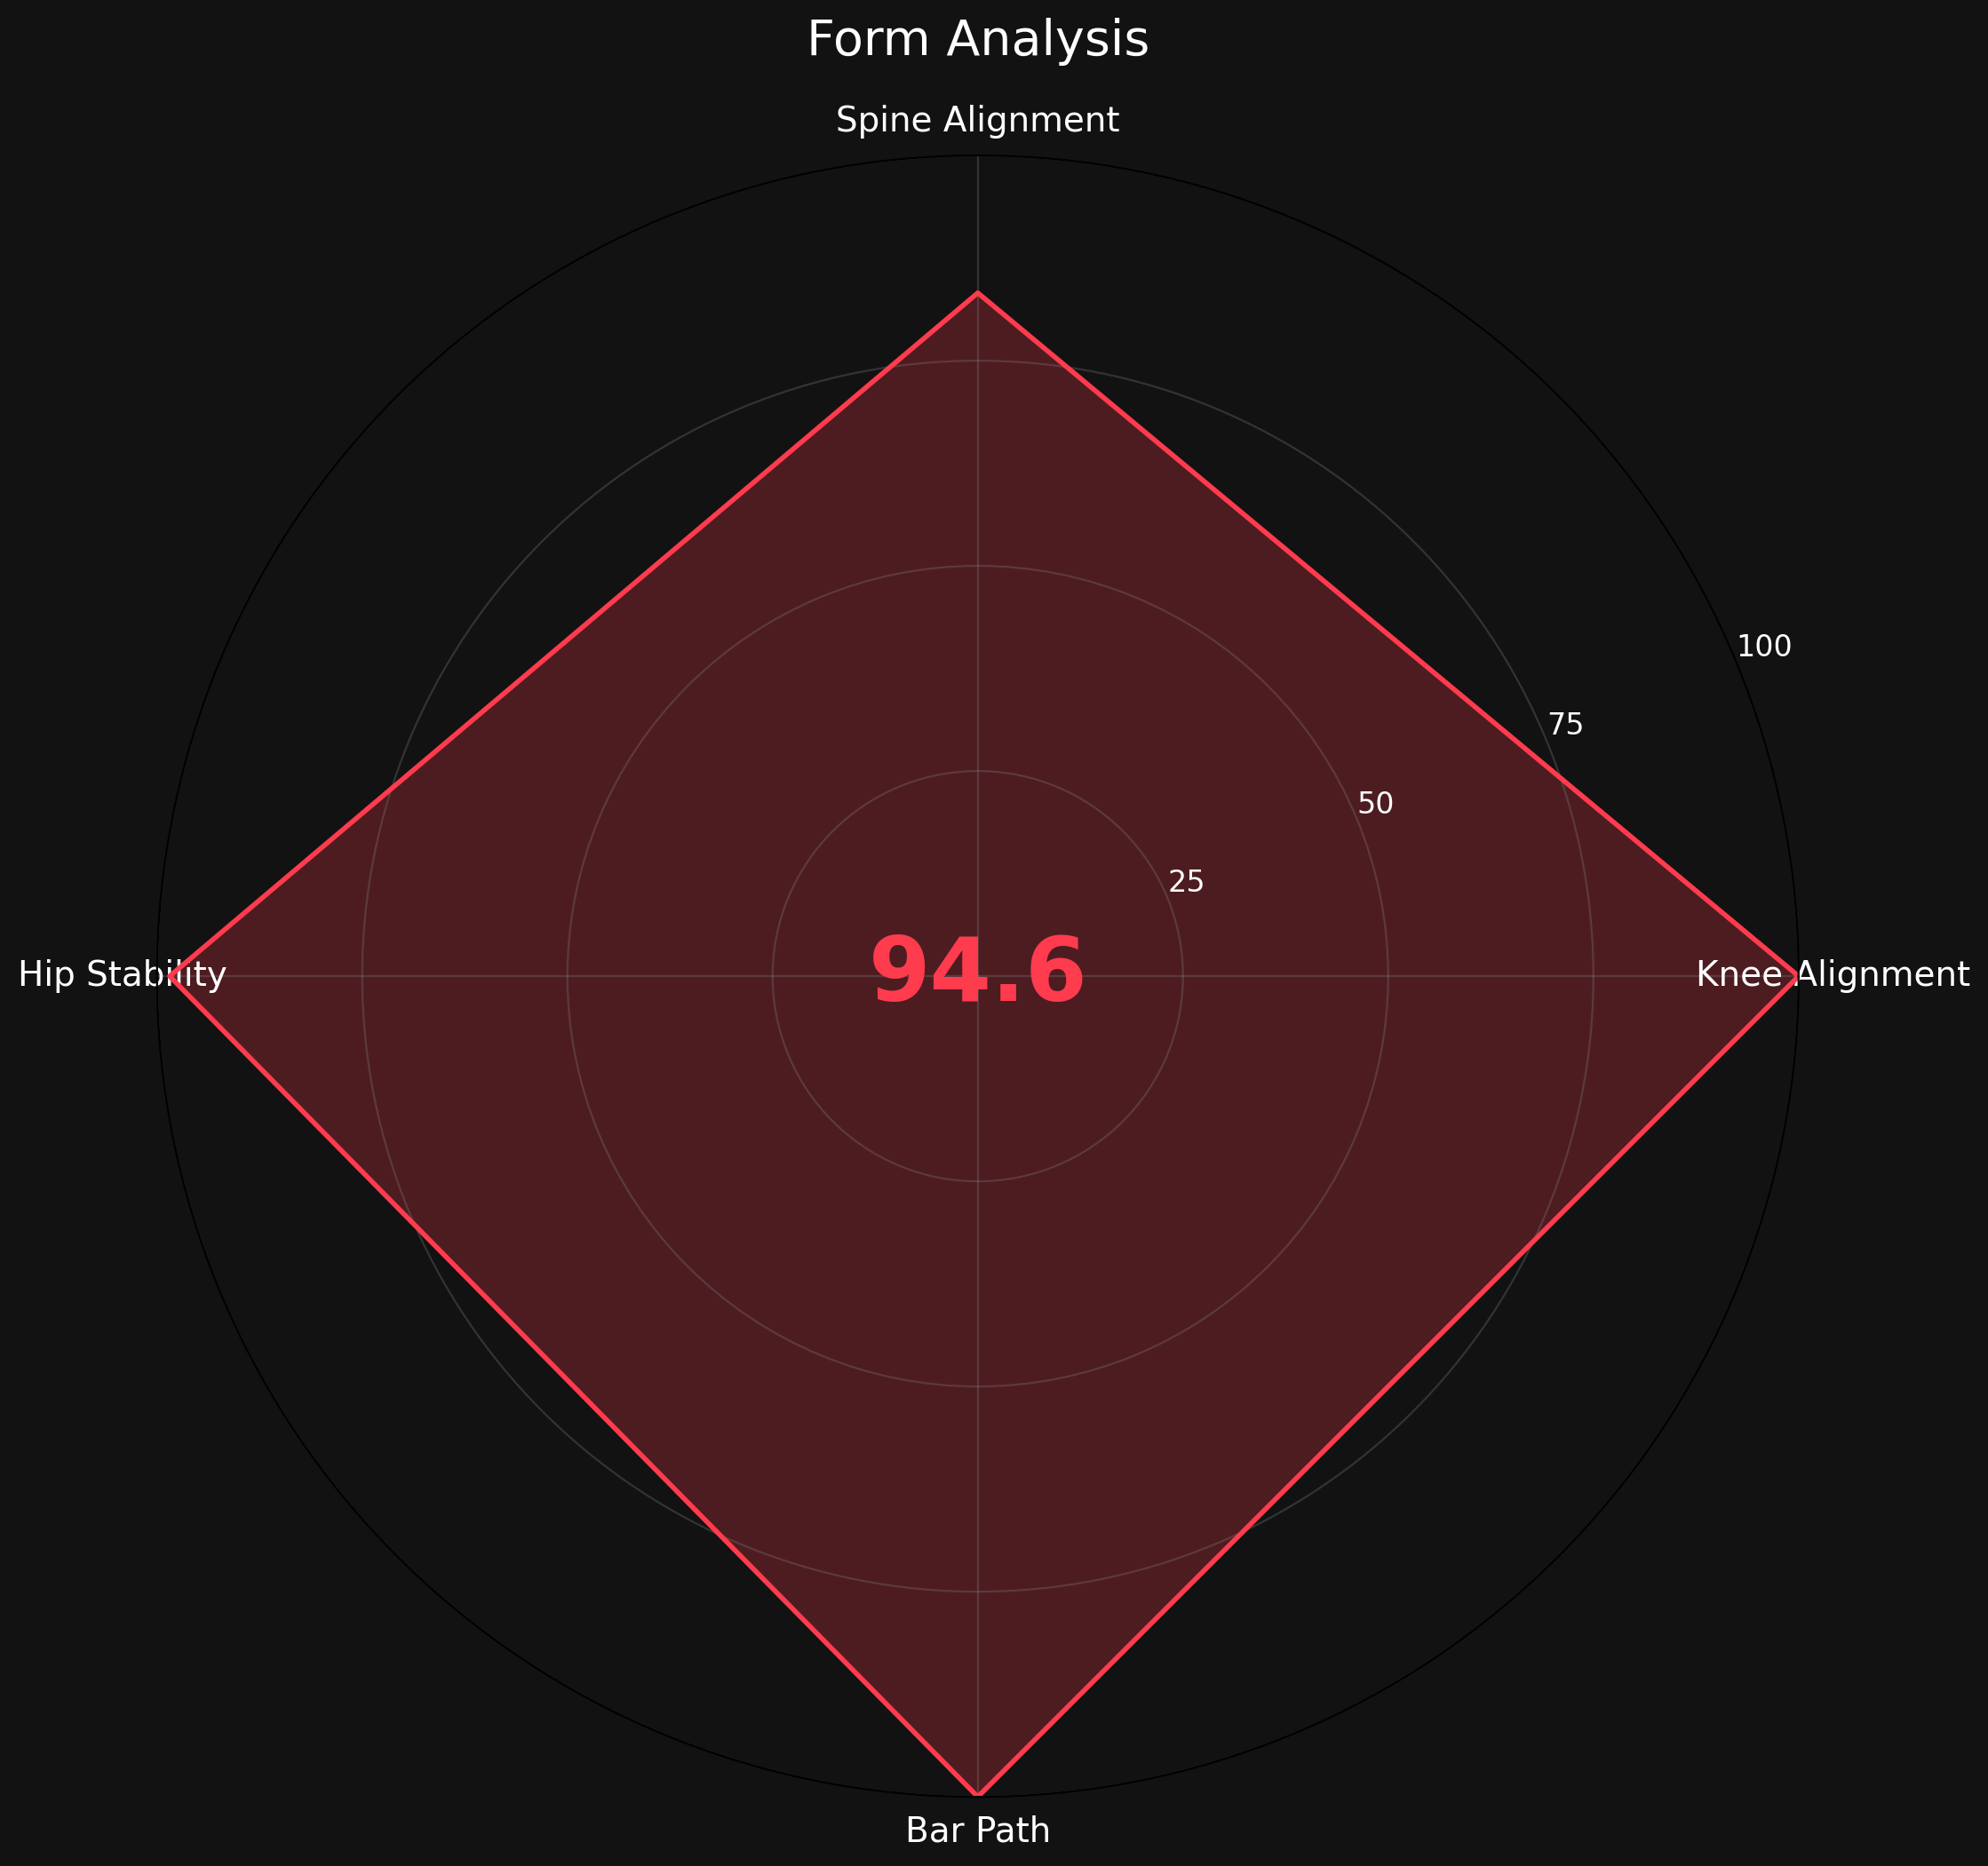 Form Analysis
Spine Alignment
100
75
50
25
94.6
Hip Stability
Knee Alignment
Bar Path